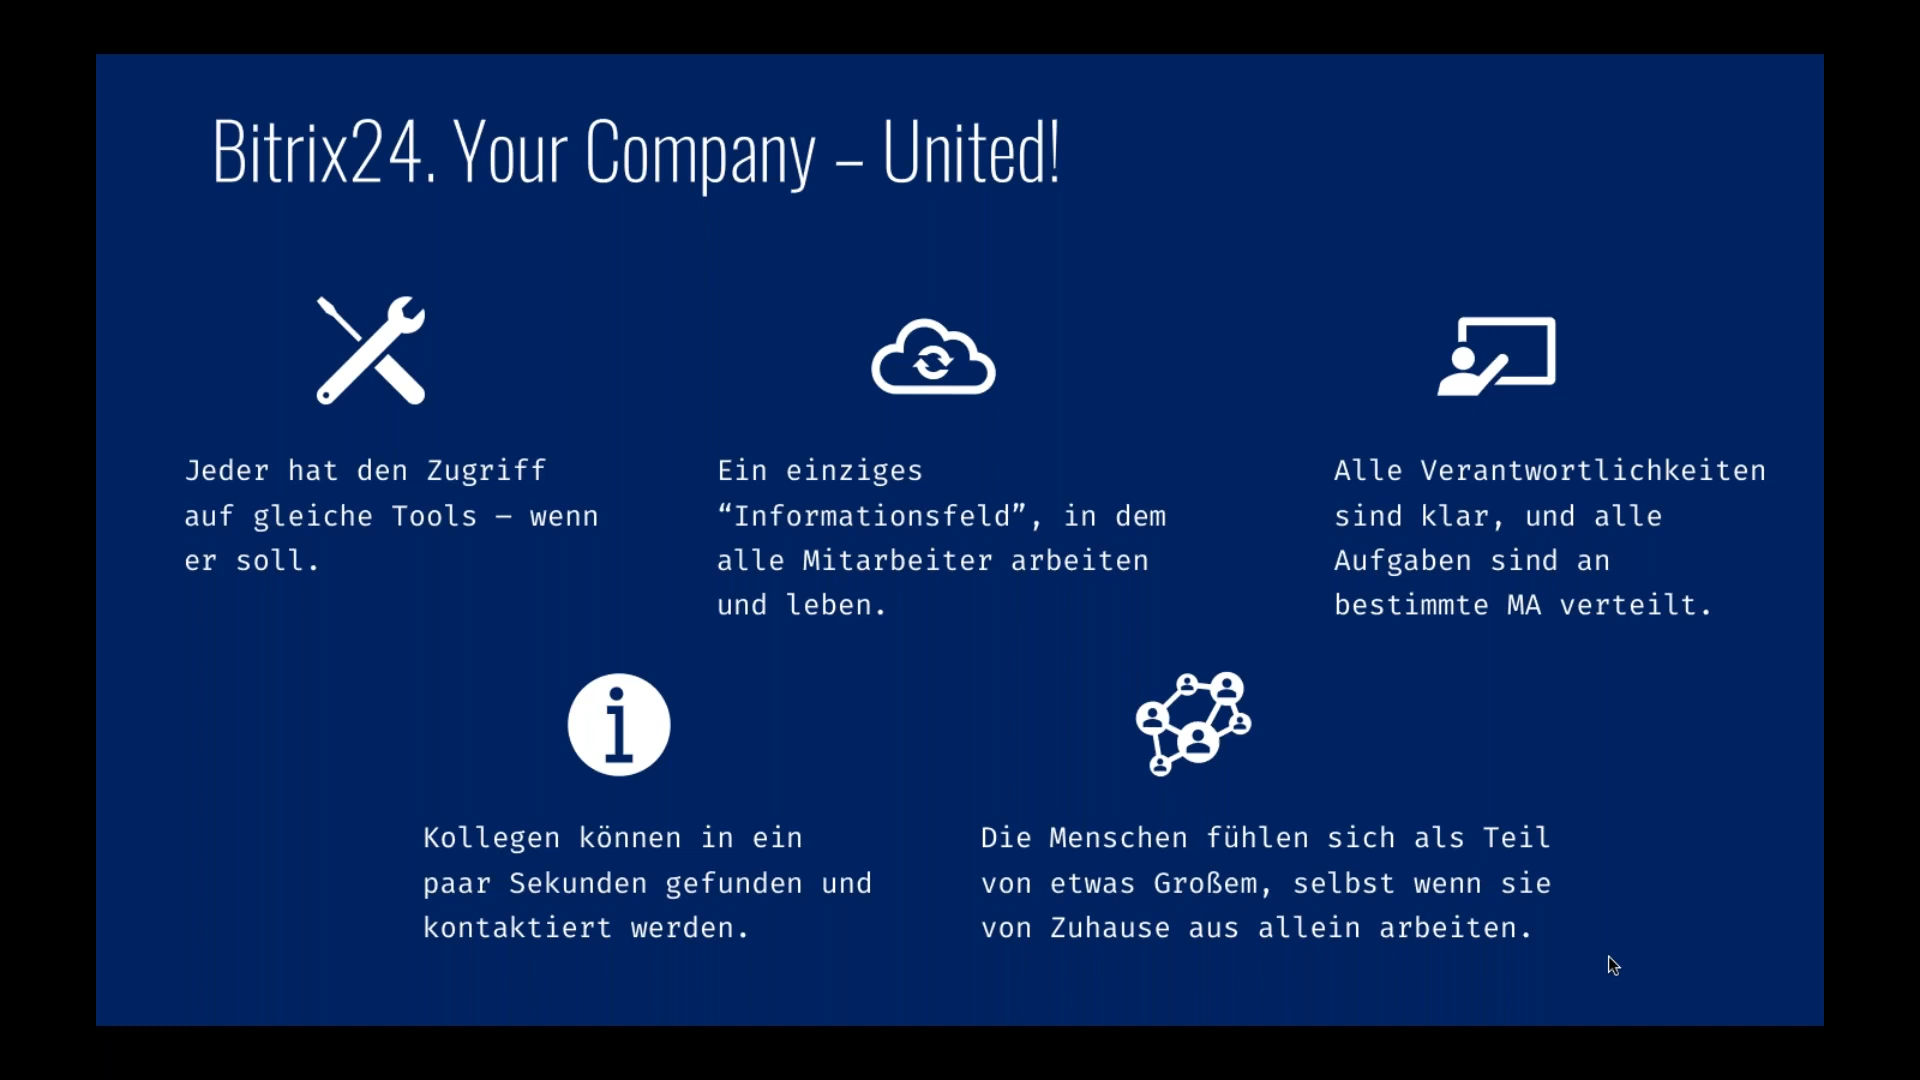 Bitrix24. Your Company – United!
Jeder hat den Zugriff
auf gleiche Tools – wenn
er soll.
Ein einziges
“Informationsfeld”, in dem
alle Mitarbeiter arbeiten
und leben.
Alle Verantwortlichkeiten
sind klar, und alle
Aufgaben sind an
bestimmte MA verteilt.
Kollegen können in ein
paar Sekunden gefunden und
kontaktiert werden.
Die Menschen fühlen sich als Teil
von etwas Großem, selbst wenn sie
von Zuhause aus allein arbeiten.